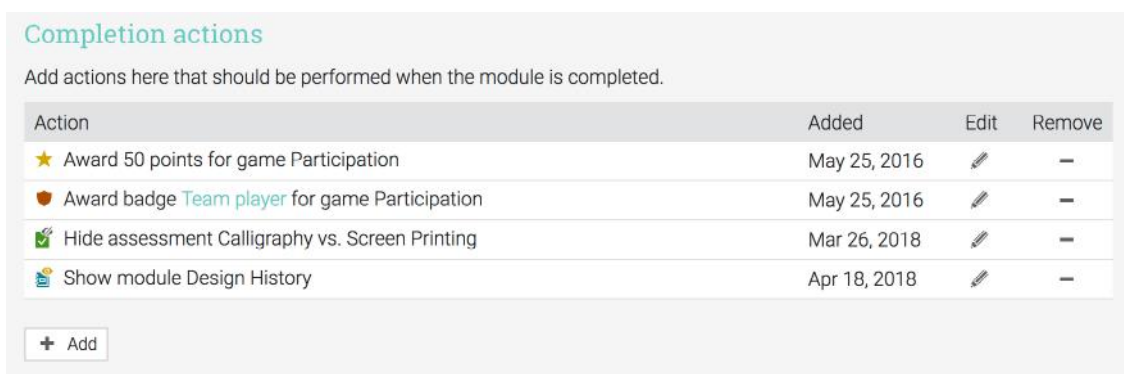 Completion actions
Add actions here that should be performed when the module is completed.
Action Added Edit Remove
Award 50 points for game Participation May 25, 2016
Award badge Team player for game Participation May 25, 2016
Hide assessment Calligraphy vs. Screen Printing Mar 26, 2018
Show module Design History Apr 18, 2018
+ Add